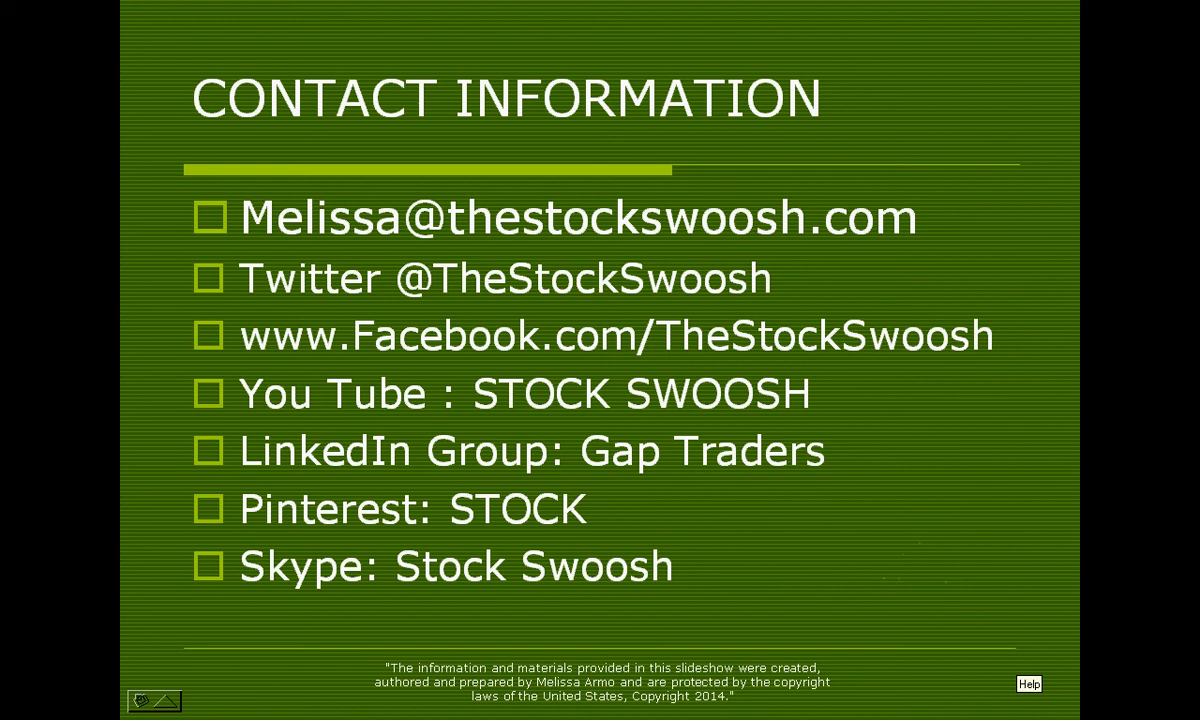 CONTACT INFORMATION
Melissa@thestockswoosh.com
Twitter @TheStockSwoosh
www.Facebook.com/TheStockSwoosh
You Tube : STOCK SWOOSH
LinkedIn Group: Gap Traders
Pinterest: STOCK
Skype: Stock Swoosh
"The information and materials provided in this slideshow were created,
authored and prepared by Melissa Armo and are protected by the copyright
laws of the United States, Copyright 2014."
Help